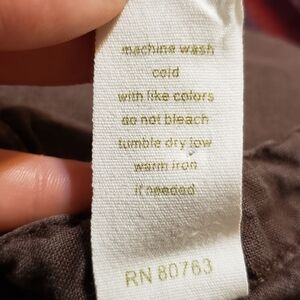 machine wash
cold
with like colors
do not bleach
tumble dry low
warm iron
if needed
RN 80763